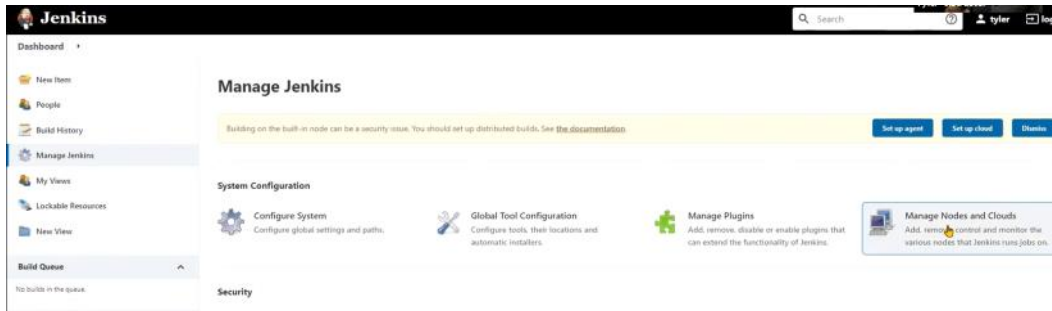 Jenkins
Search
tyler
log
Dashboard
New Item
People
Build History
Manage Jenkins
My Views
Lockable Resources
New View
Build Queue
No builds in the queue.
Manage Jenkins
Building on the built-in node can be a security issue. You should set up distributed builds. See the documentation.
Set up agent
Set up cloud
Dismiss
System Configuration
Configure System
Configure global settings and paths.
Global Tool Configuration
Configure tools, their locations and
automatic installers.
Manage Plugins
Add, remove, disable or enable plugins that
can extend the functionality of Jenkins.
Manage Nodes and Clouds
Add, remove, control and monitor the
various nodes that Jenkins runs jobs on.
Security